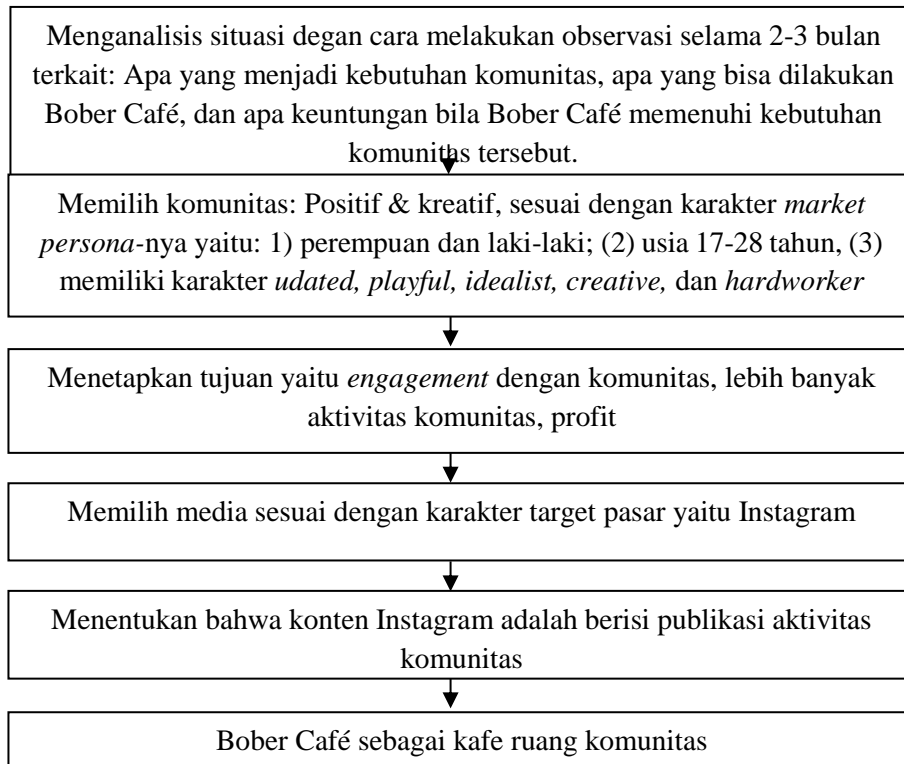 Menganalisis situasi degan cara melakukan observasi selama 2-3 bulan
terkait: Apa yang menjadi kebutuhan komunitas, apa yang bisa dilakukan
Bober Café, dan apa keuntungan bila Bober Café memenuhi kebutuhan
komunitas tersebut.
Memilih komunitas: Positif & kreatif, sesuai dengan karakter market
persona-nya yaitu: 1) perempuan dan laki-laki; (2) usia 17-28 tahun, (3)
memiliki karakter udated, playful, idealist, creative, dan hardworker
Menetapkan tujuan yaitu engagement dengan komunitas, lebih banyak
aktivitas komunitas, profit
Memilih media sesuai dengan karakter target pasar yaitu Instagram
Menentukan bahwa konten Instagram adalah berisi publikasi aktivitas
komunitas
Bober Café sebagai kafe ruang komunitas